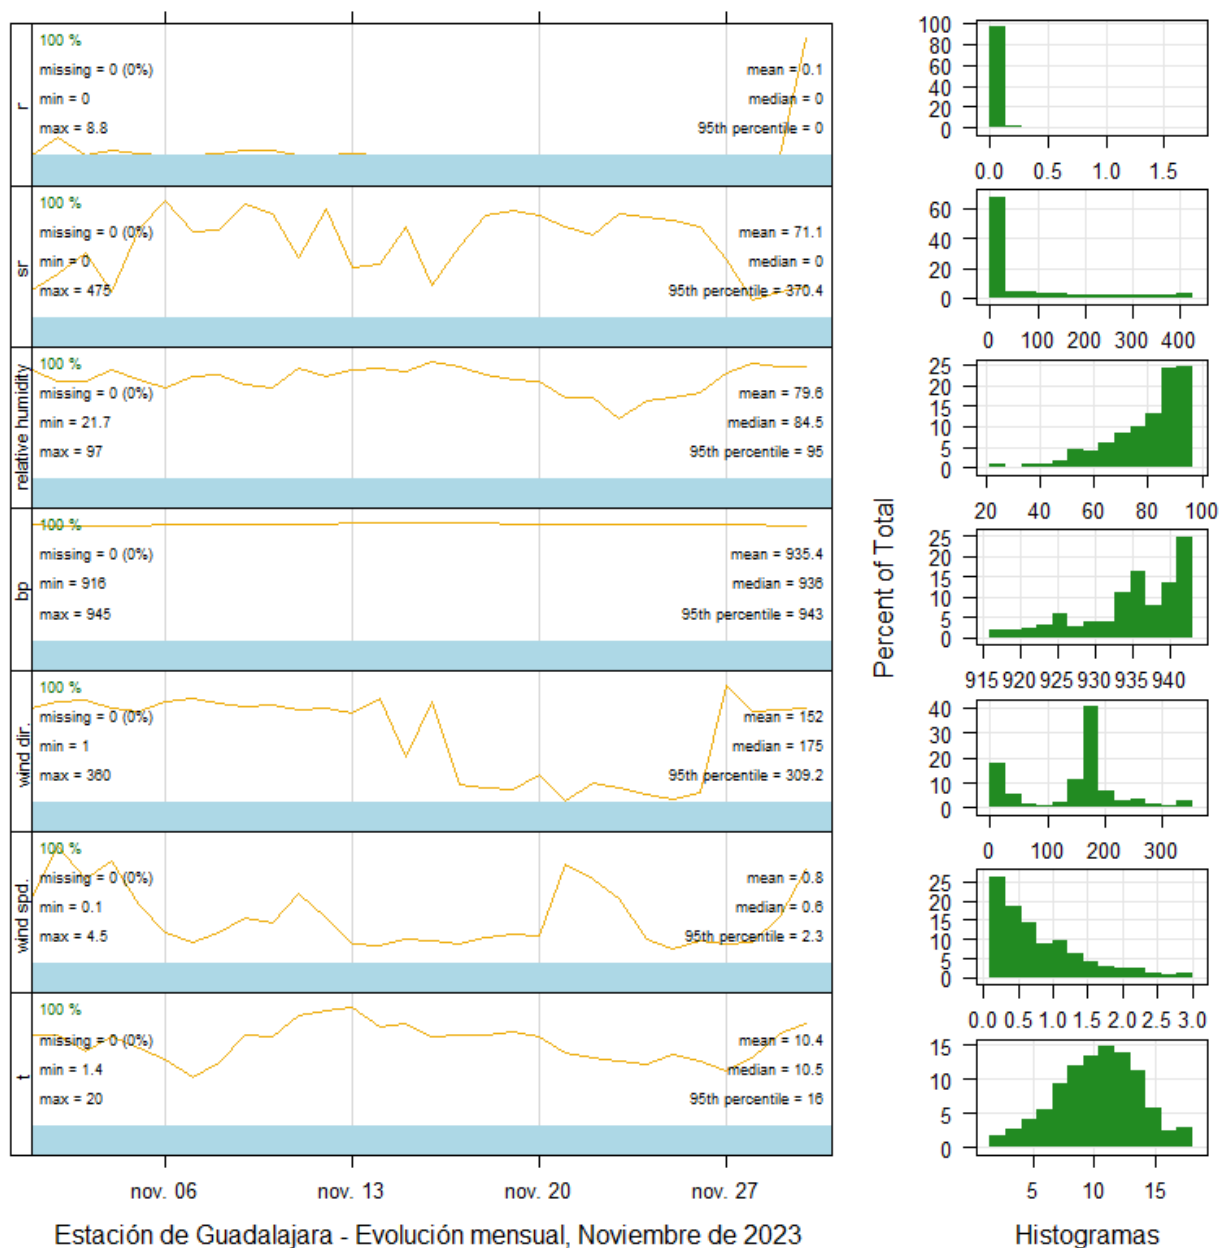 r
100 %
missing = 0 (0%)
min = 0
max = 8.8
mean = 0.1
median = 0
95th percentile = 0
sr
100 %
missing = 0 (0%)
min = 0
max = 475
mean = 71.1
median = 0
95th percentile = 370.4
relative humidity
100 %
missing = 0 (0%)
min = 21.7
max = 97
mean = 79.6
median = 84.5
95th percentile = 95
bp
100 %
missing = 0 (0%)
min = 916
max = 945
mean = 935.4
median = 936
95th percentile = 943
wind dir.
100 %
missing = 0 (0%)
min = 1
max = 360
mean = 152
median = 175
95th percentile = 309.2
wind spd.
100 %
missing = 0 (0%)
min = 0.1
max = 4.5
mean = 0.8
median = 0.6
95th percentile = 2.3
t
100 %
missing = 0 (0%)
min = 1.4
max = 20
mean = 10.4
median = 10.5
95th percentile = 16
nov. 06 nov. 13 nov. 20 nov. 27
Estación de Guadalajara - Evolución mensual, Noviembre de 2023
Percent of Total
100
80
60
40
20
0
0.0 0.5 1.0 1.5
60
40
20
0
0 100 200 300 400
25
20
15
10
5
0
20 40 60 80 100
25
20
15
10
5
0
915 920 925 930 935 940
40
30
20
10
0
0 100 200 300
25
20
15
10
5
0
0.0 0.5 1.0 1.5 2.0 2.5 3.0
15
10
5
0
5 10 15
Histogramas